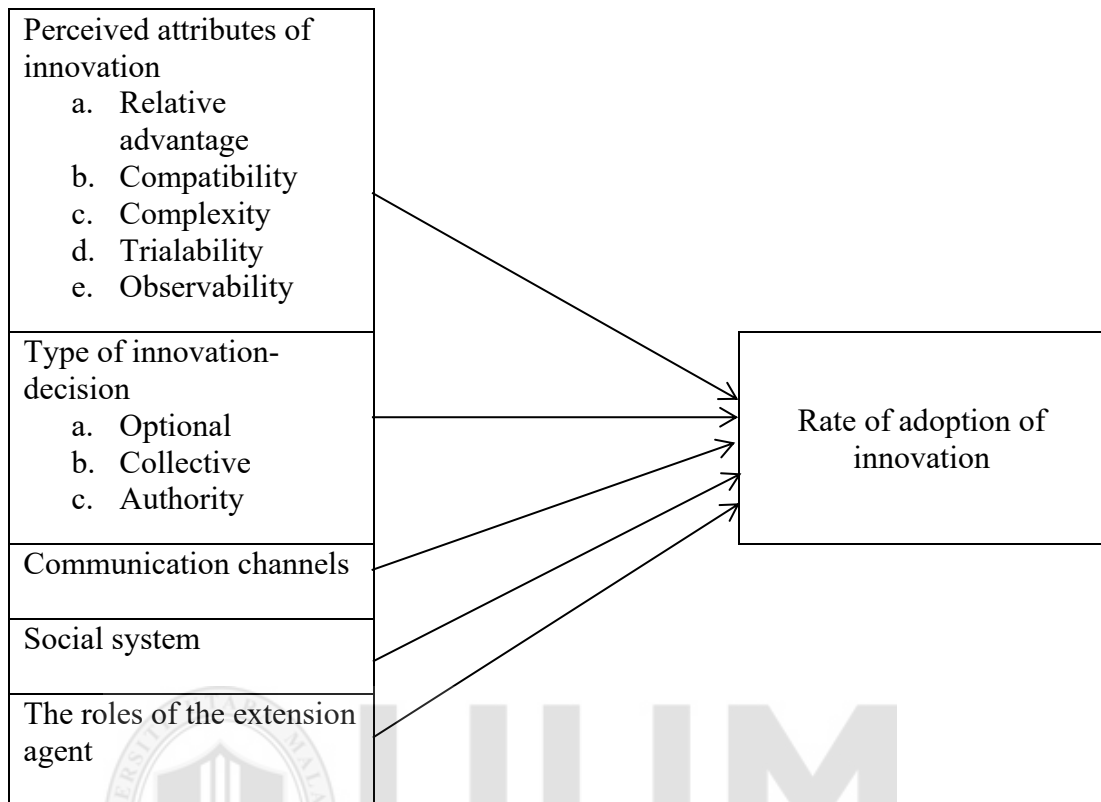 Perceived attributes of
innovation
a. Relative
advantage
b. Compatibility
c. Complexity
d. Trialability
e. Observability
Type of innovation-
decision
a. Optional
b. Collective
c. Authority
Communication channels
Social system
The roles of the extension
agent
Rate of adoption of
innovation
UUM